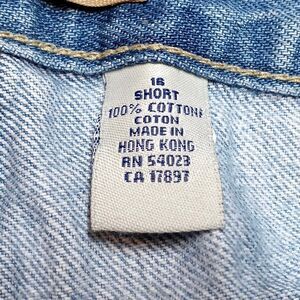 16
SHORT
100% COTTON/
COTON
MADE IN
HONG KONG
RN 54023
CA 17897